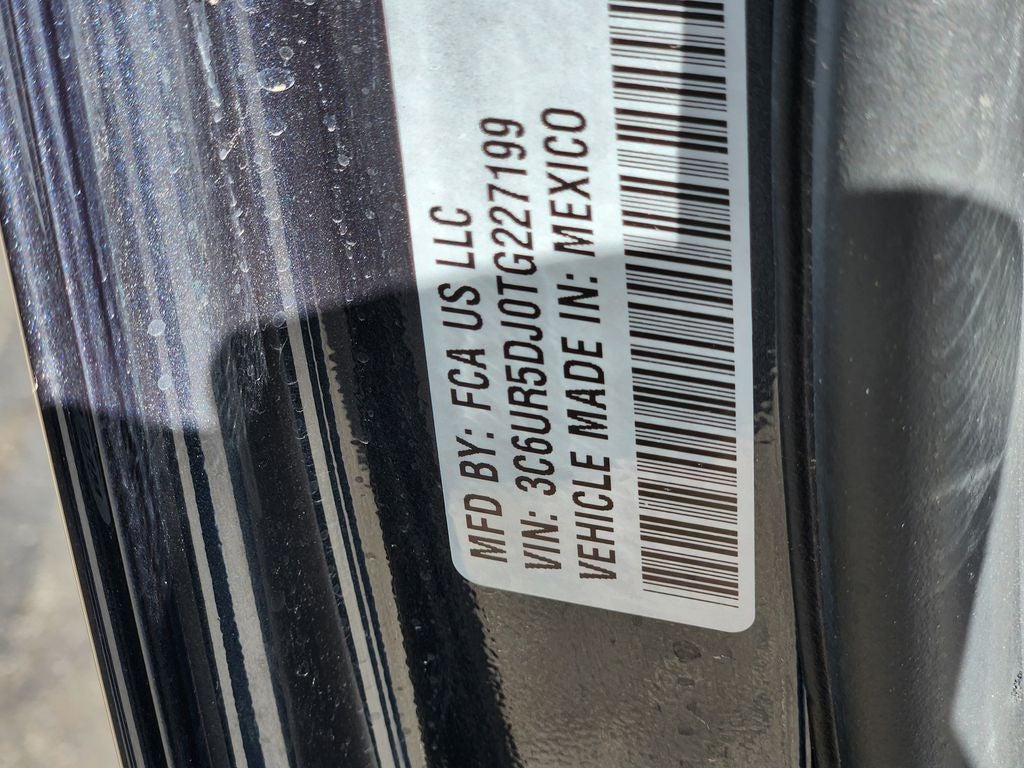 MFD BY: FCA US LLC
VIN: 3C6UR5DJ0TG227199
VEHICLE MADE IN: MEXICO